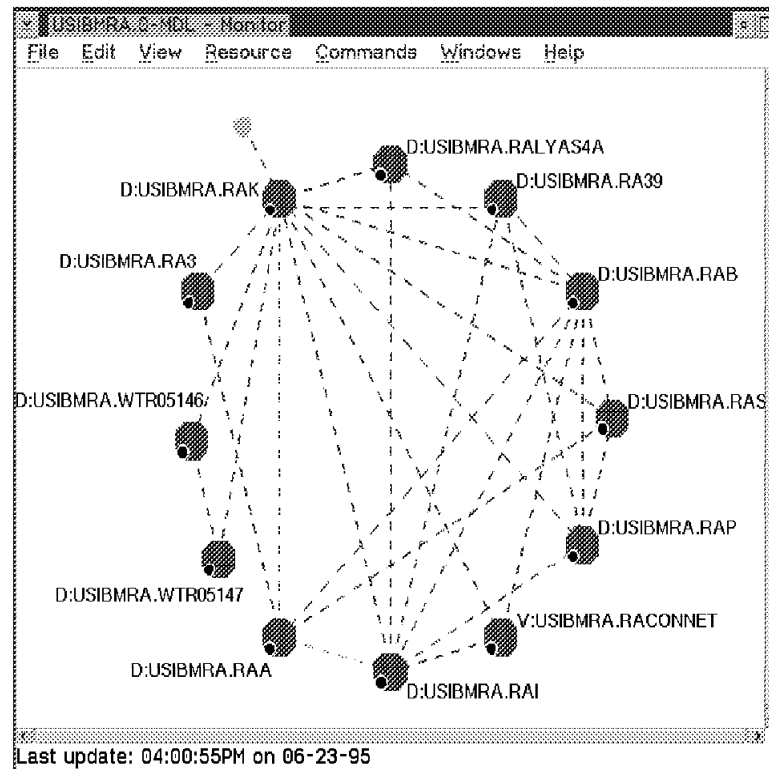 USIBMRA.0-MDL - Monitor
File Edit View Resource Commands Windows Help
D:USIBMRA.RALYAS4A
D:USIBMRA.RAK
D:USIBMRA.RA39
D:USIBMRA.RA3
D:USIBMRA.RAB
D:USIBMRA.WTR05146
D:USIBMRA.RAS
D:USIBMRA.RAP
D:USIBMRA.WTR05147
V:USIBMRA.RACONNET
D:USIBMRA.RAA
D:USIBMRA.RAI
Last update: 04:00:55PM on 06-23-95